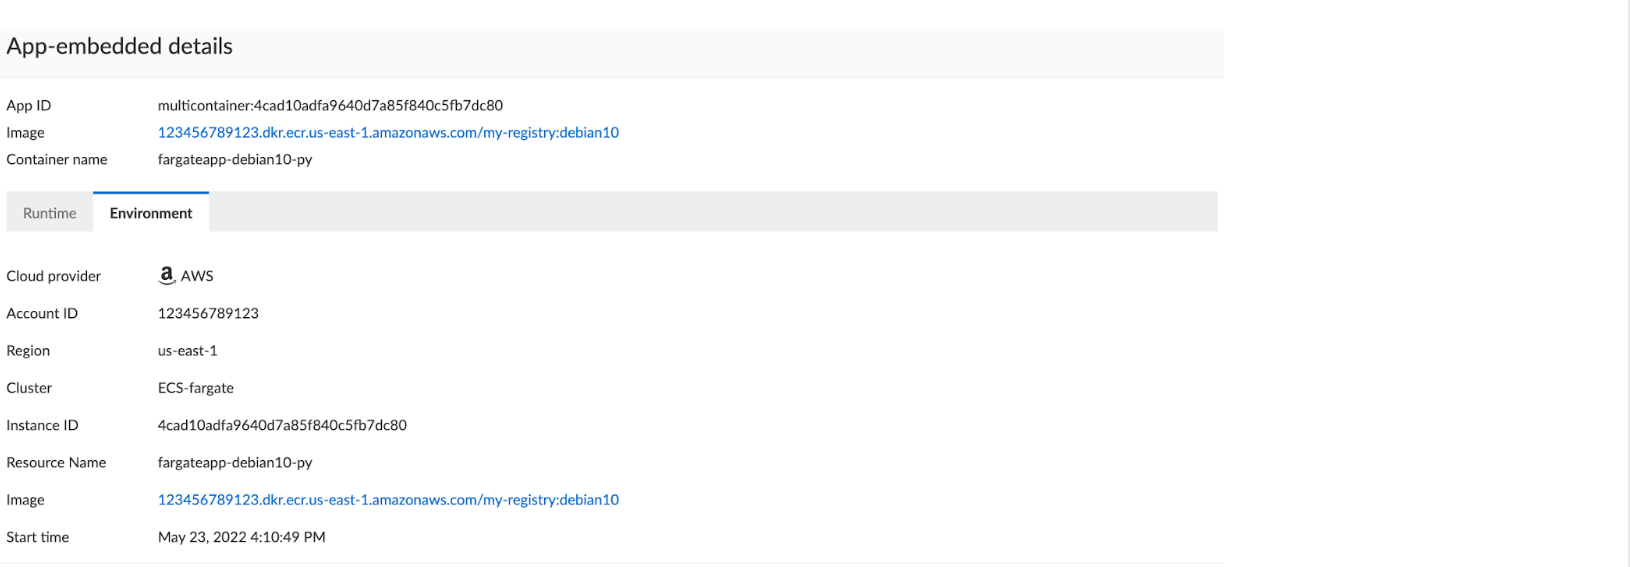 App-embedded details
App ID multicontainer:4cad10adfa9640d7a85f840c5fb7dc80
Image 123456789123.dkr.ecr.us-east-1.amazonaws.com/my-registry:debian10
Container name fargateapp-debian10-py
Runtime Environment
Cloud provider a AWS
Account ID 123456789123
Region us-east-1
Cluster ECS-fargate
Instance ID 4cad10adfa9640d7a85f840c5fb7dc80
Resource Name fargateapp-debian10-py
Image 123456789123.dkr.ecr.us-east-1.amazonaws.com/my-registry:debian10
Start time May 23, 2022 4:10:49 PM